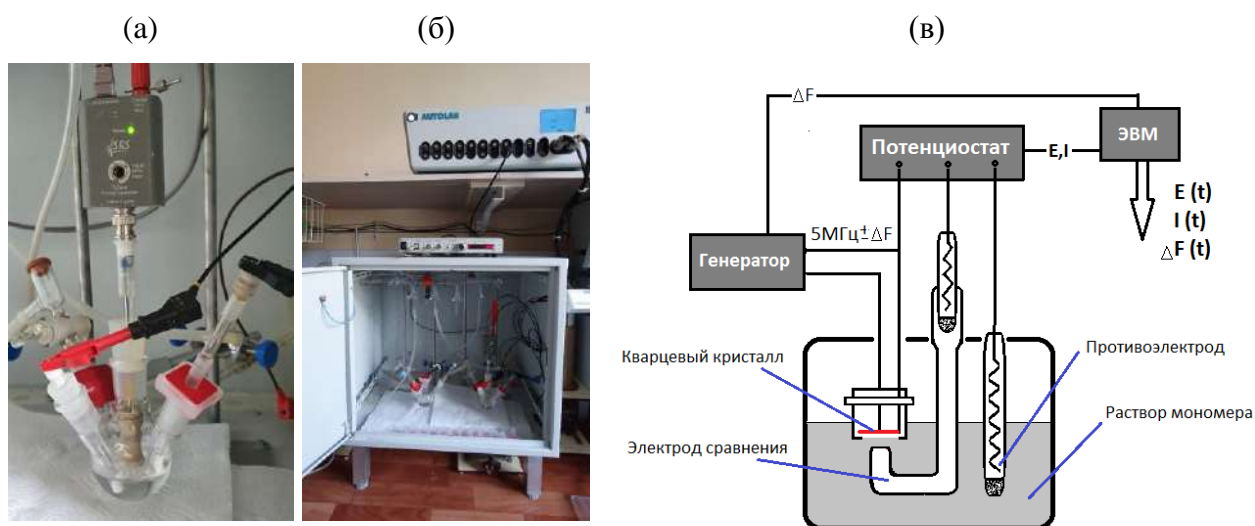 (а)
(б)
(в)
AUTOLAB
ΔF
Потенциостат
E,I
ЭВМ
E (t)
I (t)
ΔF (t)
5МГц±ΔF
Генератор
Кварцевый кристалл
Противоэлектрод
Раствор мономера
Электрод сравнения